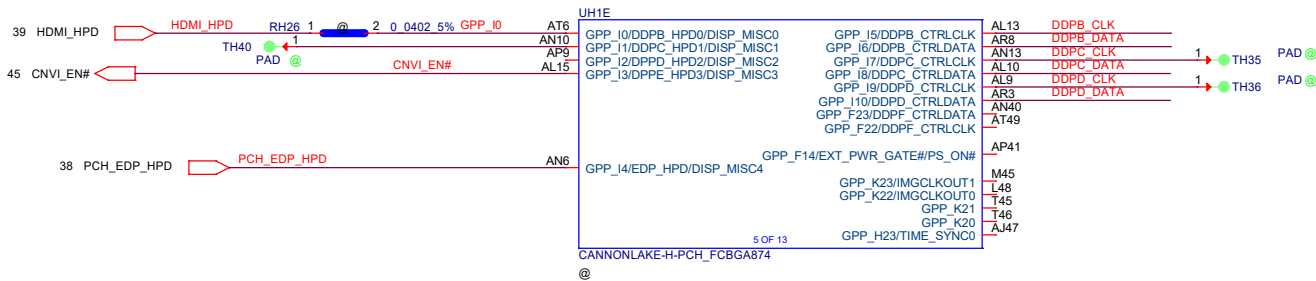 UH1E
39 HDMI_HPD HDMI_HPD RH26 1 @ 2 0_0402_5% GPP_I0 AT6 GPP_I0/DDPB_HPD0/DISP_MISC0 GPP_I5/DDPB_CTRLCLK AL13 DDPB_CLK
TH40 1 AN10 GPP_I1/DDPC_HPD1/DISP_MISC1 GPP_I6/DDPB_CTRLDATA AR8 DDPB_DATA
PAD @ AP9 GPP_I2/DPPD_HPD2/DISP_MISC2 GPP_I7/DDPC_CTRLCLK AN13 DDPC_CLK 1 TH35 PAD @
45 CNVI_EN# CNVI_EN# AL15 GPP_I3/DPPE_HPD3/DISP_MISC3 GPP_I8/DDPC_CTRLDATA AL10 DDPC_DATA
GPP_I9/DDPD_CTRLCLK AL9 DDPD_CLK 1 TH36 PAD @
GPP_I10/DDPD_CTRLDATA AR3 DDPD_DATA
GPP_F23/DDPF_CTRLDATA AN40
GPP_F22/DDPF_CTRLCLK AT49
GPP_F14/EXT_PWR_GATE#/PS_ON# AP41
38 PCH_EDP_HPD PCH_EDP_HPD AN6 GPP_I4/EDP_HPD/DISP_MISC4
GPP_K23/IMGCLKOUT1 M45
GPP_K22/IMGCLKOUT0 L48
GPP_K21 T45
GPP_K20 T46
GPP_H23/TIME_SYNC0 AJ47
5 OF 13
CANNONLAKE-H-PCH_FCBGA874
@